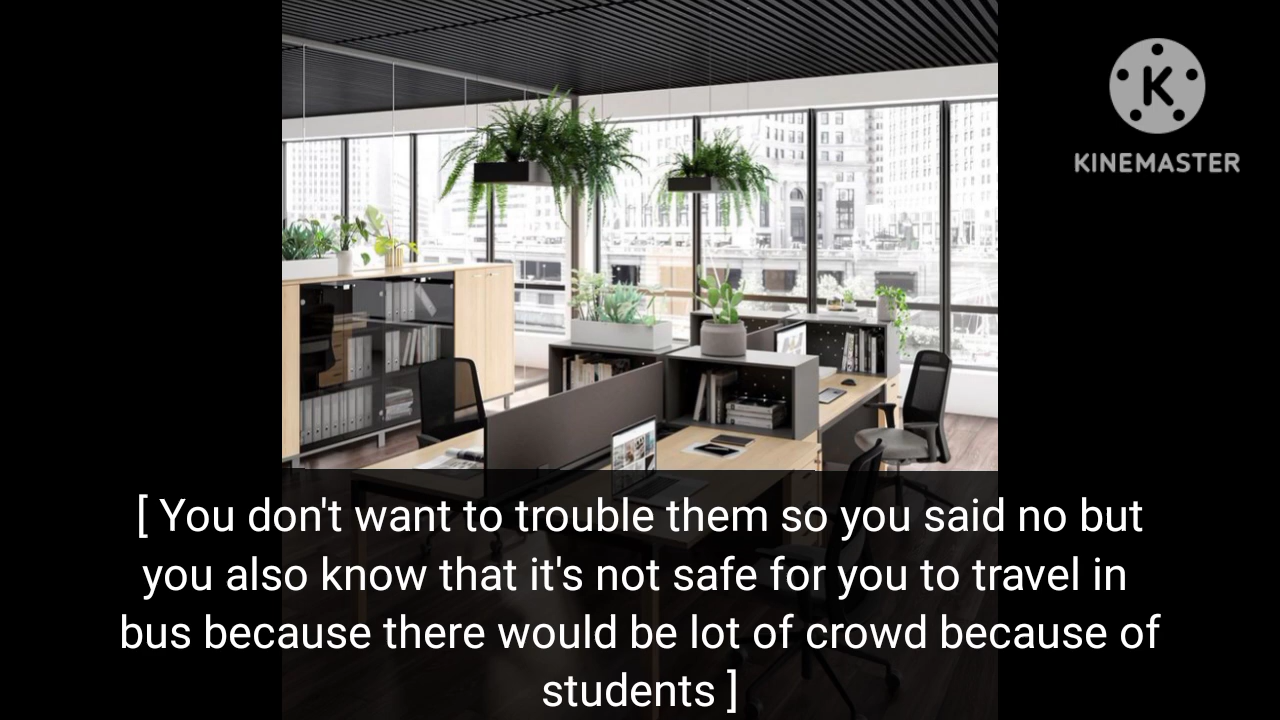 KINEMASTER
[ You don't want to trouble them so you said no but
you also know that it's not safe for you to travel in
bus because there would be lot of crowd because of
students ]